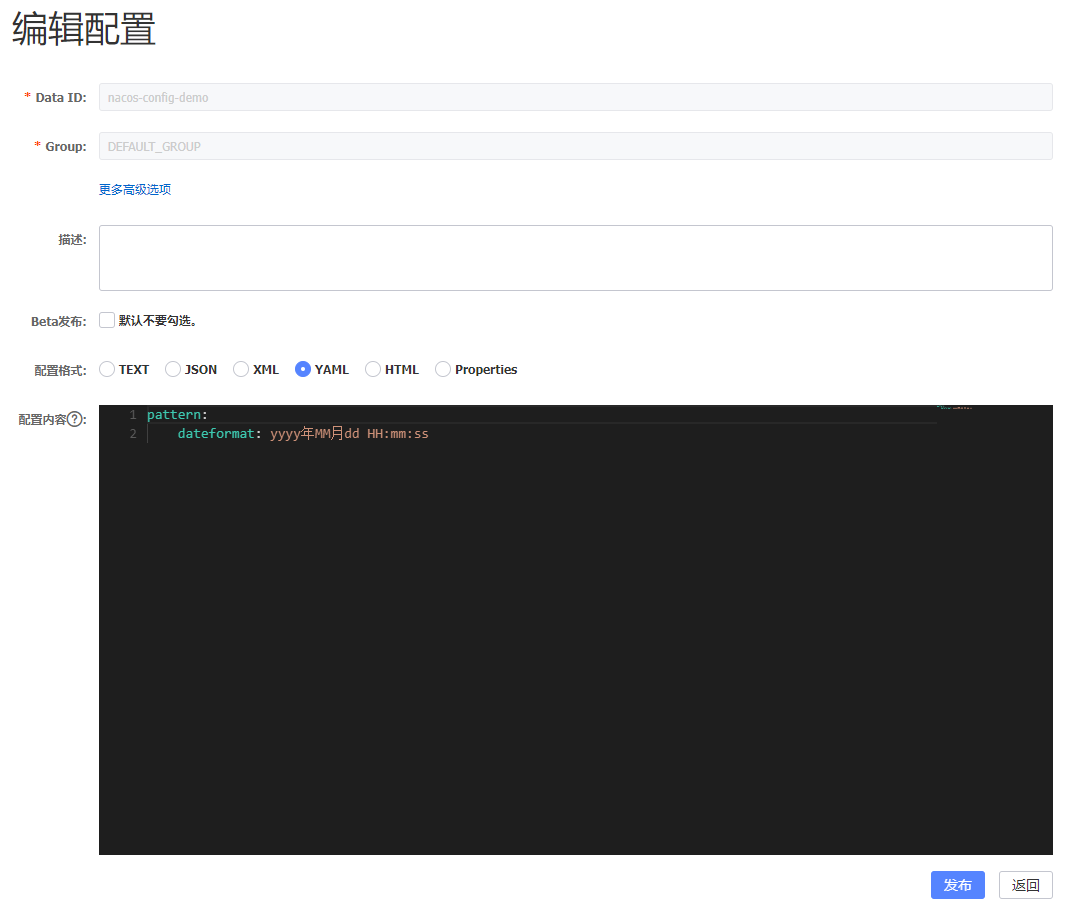 编辑配置
* Data ID: nacos-config-demo
* Group: DEFAULT_GROUP
更多高级选项
描述:
Beta发布: 默认不要勾选。
配置格式: TEXT JSON XML YAML HTML Properties
配置内容?: 1 pattern:
2 dateformat: yyyy年MM月dd HH:mm:ss
发布 返回